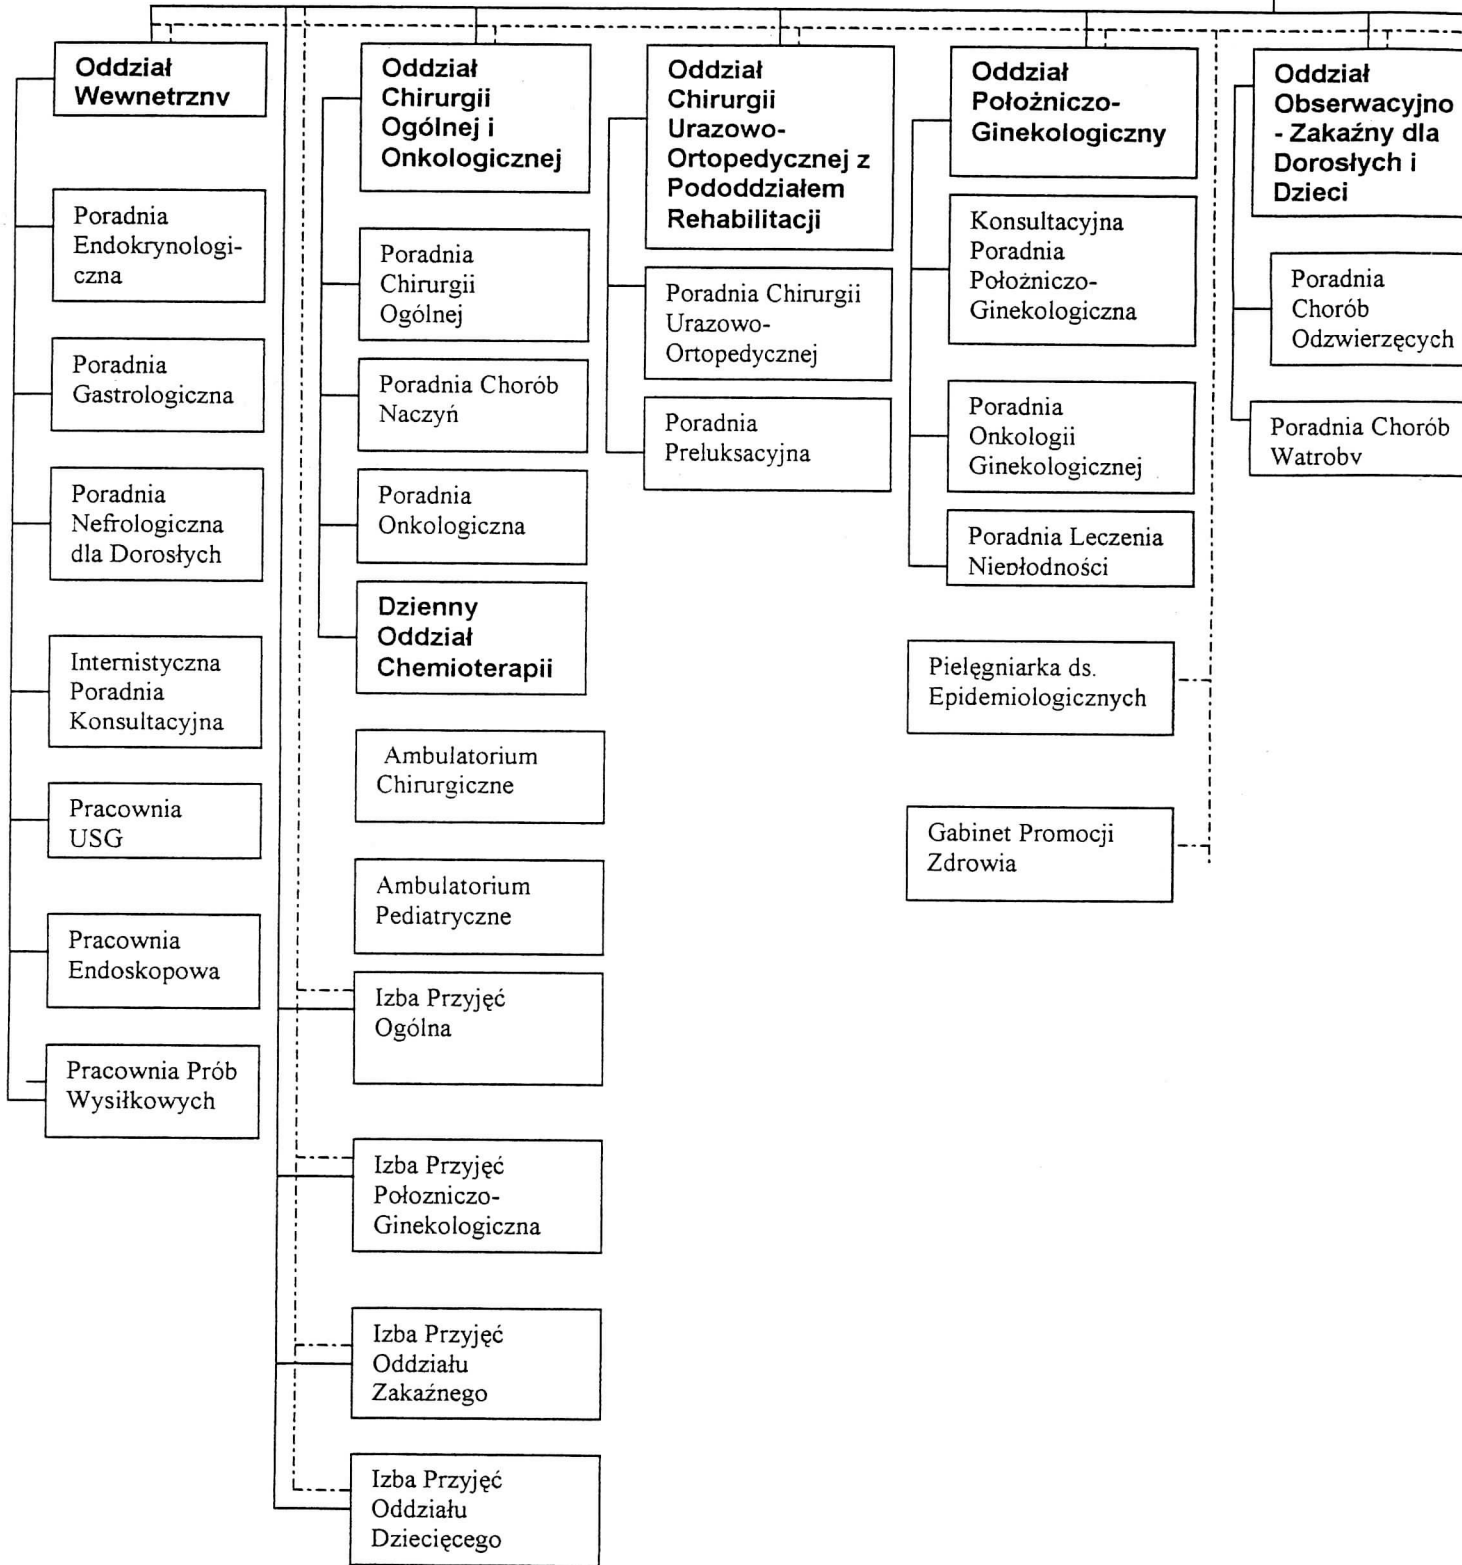 Oddział
Wewnetrzny
Poradnia
Endokrynologi-
czna
Poradnia
Gastrologiczna
Poradnia
Nefrologiczna
dla Dorosłych
Internistyczna
Poradnia
Konsultacyjna
Pracownia
USG
Pracownia
Endoskopowa
Pracownia Prób
Wysiłkowych
Oddział
Chirurgii
Ogólnej i
Onkologicznej
Poradnia
Chirurgii
Ogólnej
Poradnia Chorób
Naczyń
Poradnia
Onkologiczna
Dzienny
Oddział
Chemioterapii
Ambulatorium
Chirurgiczne
Ambulatorium
Pediatryczne
Izba Przyjęć
Ogólna
Izba Przyjęć
Położniczo-
Ginekologiczna
Izba Przyjęć
Oddziału
Zakaźnego
Izba Przyjęć
Oddziału
Dziecięcego
Oddział
Chirurgii
Urazowo-
Ortopedycznej z
Pododdziałem
Rehabilitacji
Poradnia Chirurgii
Urazowo-
Ortopedycznej
Poradnia
Preluksacyjna
Oddział
Położniczo-
Ginekologiczny
Konsultacyjna
Poradnia
Położniczo-
Ginekologiczna
Poradnia
Onkologii
Ginekologicznej
Poradnia Leczenia
Niepłodności
Pielęgniarka ds.
Epidemiologicznych
Gabinet Promocji
Zdrowia
Oddział
Obserwacyjno
- Zakaźny dla
Dorosłych i
Dzieci
Poradnia
Chorób
Odzwierzęcych
Poradnia Chorób
Watroby